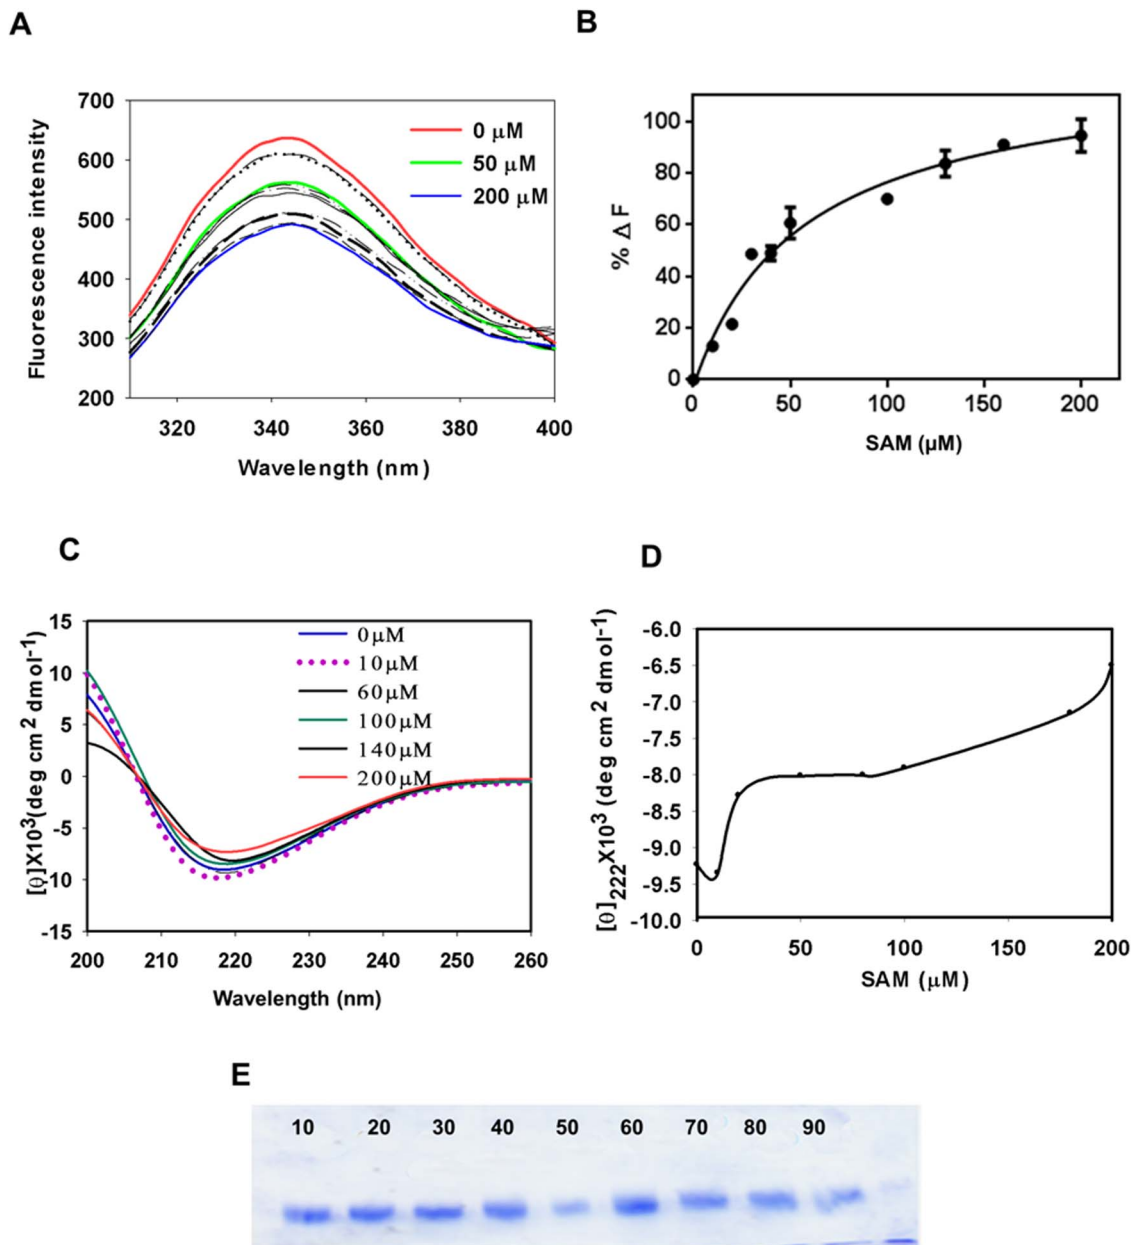 A
B
700
600
500
400
300
200
Fluorescence intensity
0 μM
50 μM
200 μM
320 340 360 380 400
Wavelength (nm)
100
80
60
40
20
0
% Δ F
0 50 100 150 200
SAM (μM)
C
D
15
10
5
0
-5
-10
-15
[θ]X10³(deg cm² dmol⁻¹)
0μM
10μM
60μM
100μM
140μM
200μM
200 210 220 230 240 250 260
Wavelength (nm)
-6.0
-6.5
-7.0
-7.5
-8.0
-8.5
-9.0
-9.5
-10.0
[θ]₂₂₂X10³ (deg cm² dmol⁻¹)
0 50 100 150 200
SAM (μM)
E
10 20 30 40 50 60 70 80 90